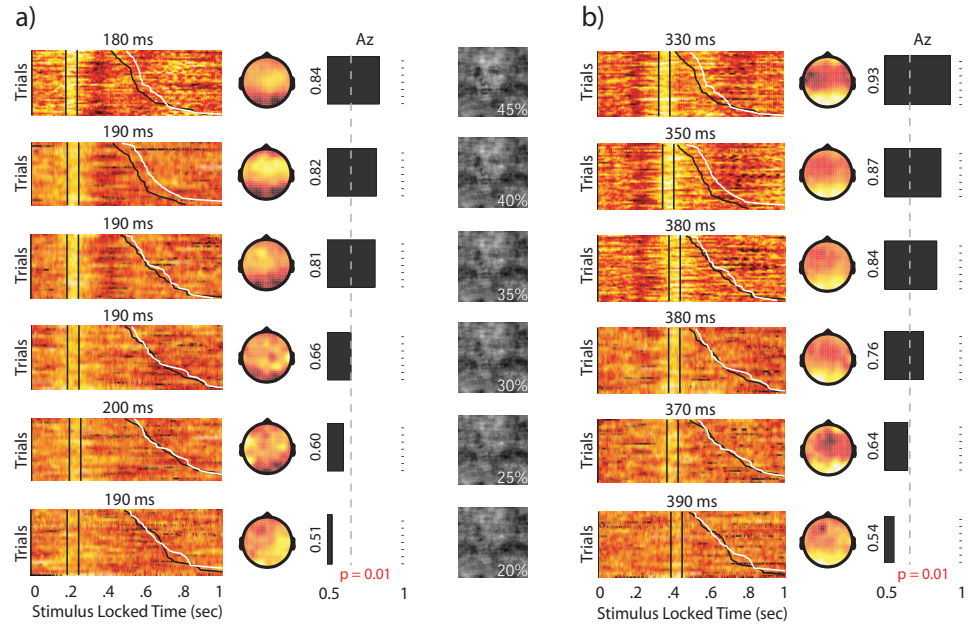 a)
b)
180 ms
Az
330 ms
Az
Trials
0.84
45%
Trials
0.93
190 ms
350 ms
Trials
0.82
40%
Trials
0.87
190 ms
380 ms
Trials
0.81
35%
Trials
0.84
190 ms
380 ms
Trials
0.66
30%
Trials
0.76
200 ms
370 ms
Trials
0.60
25%
Trials
0.64
190 ms
390 ms
Trials
0.51
20%
Trials
0.54
p = 0.01
p = 0.01
0 .2 .4 .6 .8 1
0.5 1
0 .2 .4 .6 .8 1
0.5 1
Stimulus Locked Time (sec)
Stimulus Locked Time (sec)